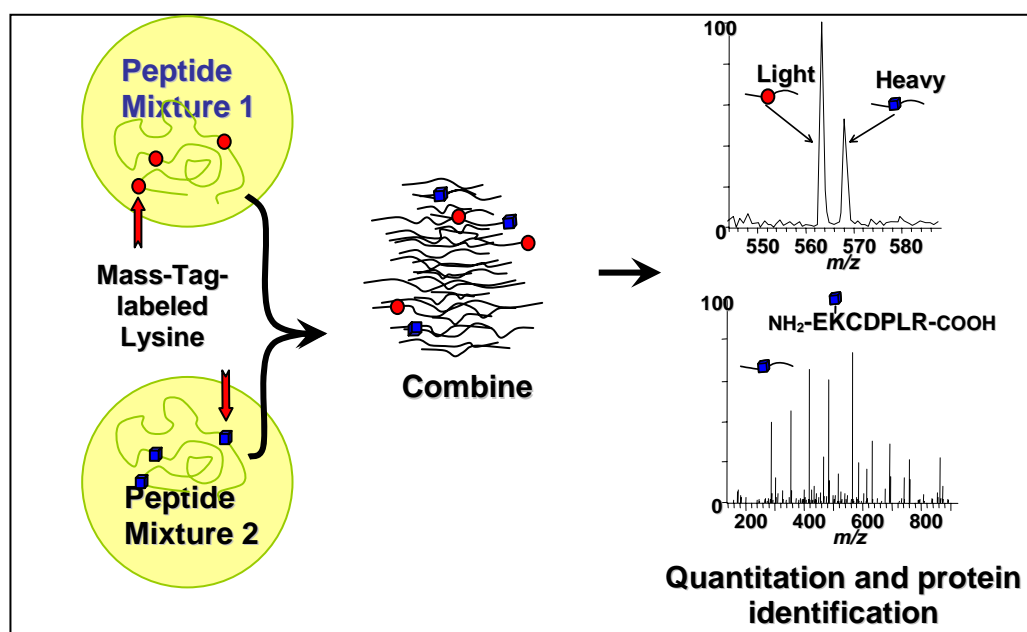 Peptide
Mixture 1
Mass-Tag-
labeled
Lysine
Peptide
Mixture 2
Combine
100
Light
Heavy
0
550 560 570 580
m/z
100
NH₂-EKCDPLR-COOH
0
200 400 600 800
m/z
Quantitation and protein
identification